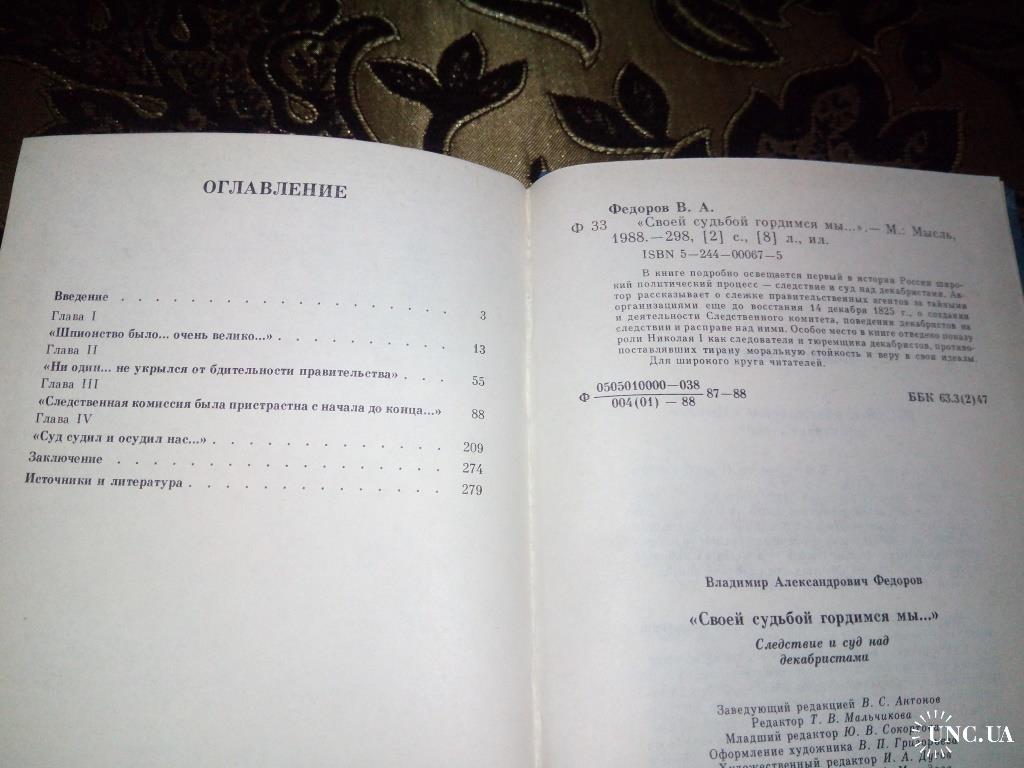 ОГЛАВЛЕНИЕ
Введение . . . . . . . . . . . . . . . . . 3
Глава I
«Шпионство было... очень велико...» . . . . . . . . . 13
Глава II
«Ни один... не укрылся от бдительности правительства» . . . 55
Глава III
«Следственная комиссия была пристрастна с начала до конца...» 88
Глава IV
«Суд судил и осудил нас...» . . . . . . . . . . . . 209
Заключение . . . . . . . . . . . . . . . . 274
Источники и литература . . . . . . . . . . . . . 279
Федоров В. А.
Ф 33 «Своей судьбой гордимся мы...».— М.: Мысль,
1988.—298, [2] с., [8] л., ил.
ISBN 5—244—00067—5
В книге подробно освещается первый в истории России широ-
кий политический процесс — следствие и суд над декабристами. Ав-
тор рассказывает о слежке правительственных агентов за тайными
организациями еще до восстания 14 декабря 1825 г., о создании
и деятельности Следственного комитета, поведении декабристов на
следствии и расправе над ними. Особое место в книге отведено показу
роли Николая I как следователя и тюремщика декабристов, противо-
поставлявших тирану моральную стойкость и веру в свои идеалы.
Для широкого круга читателей.
Ф 0505010000—038 87—88 ББК 63.3(2)47
004(01) — 88
Владимир Александрович Федоров
«Своей судьбой гордимся мы...»
Следствие и суд над
декабристами
Заведующий редакцией В. С. Антонов
Редактор Т. В. Мальчикова
Младший редактор Ю. В.
Оформление художника В. П. Григорьева
Художественный редактор И. А.
UNC.UA